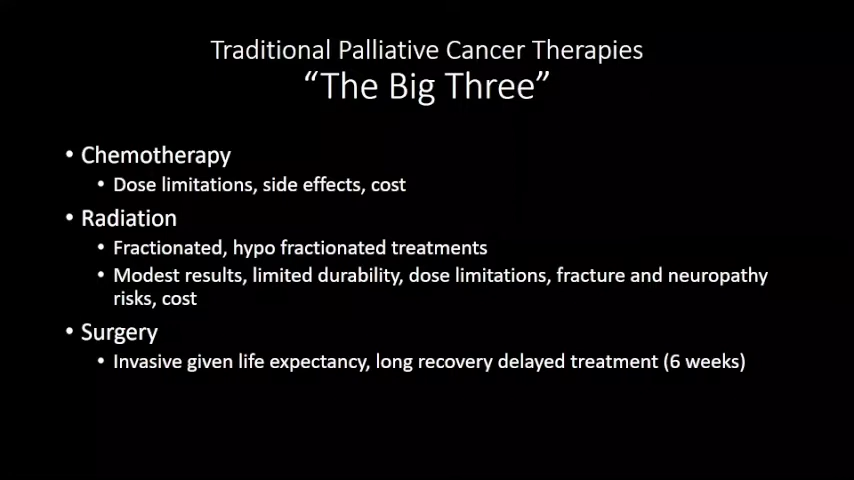 Traditional Palliative Cancer Therapies
“The Big Three”
• Chemotherapy
• Dose limitations, side effects, cost
• Radiation
• Fractionated, hypo fractionated treatments
• Modest results, limited durability, dose limitations, fracture and neuropathy
risks, cost
• Surgery
• Invasive given life expectancy, long recovery delayed treatment (6 weeks)